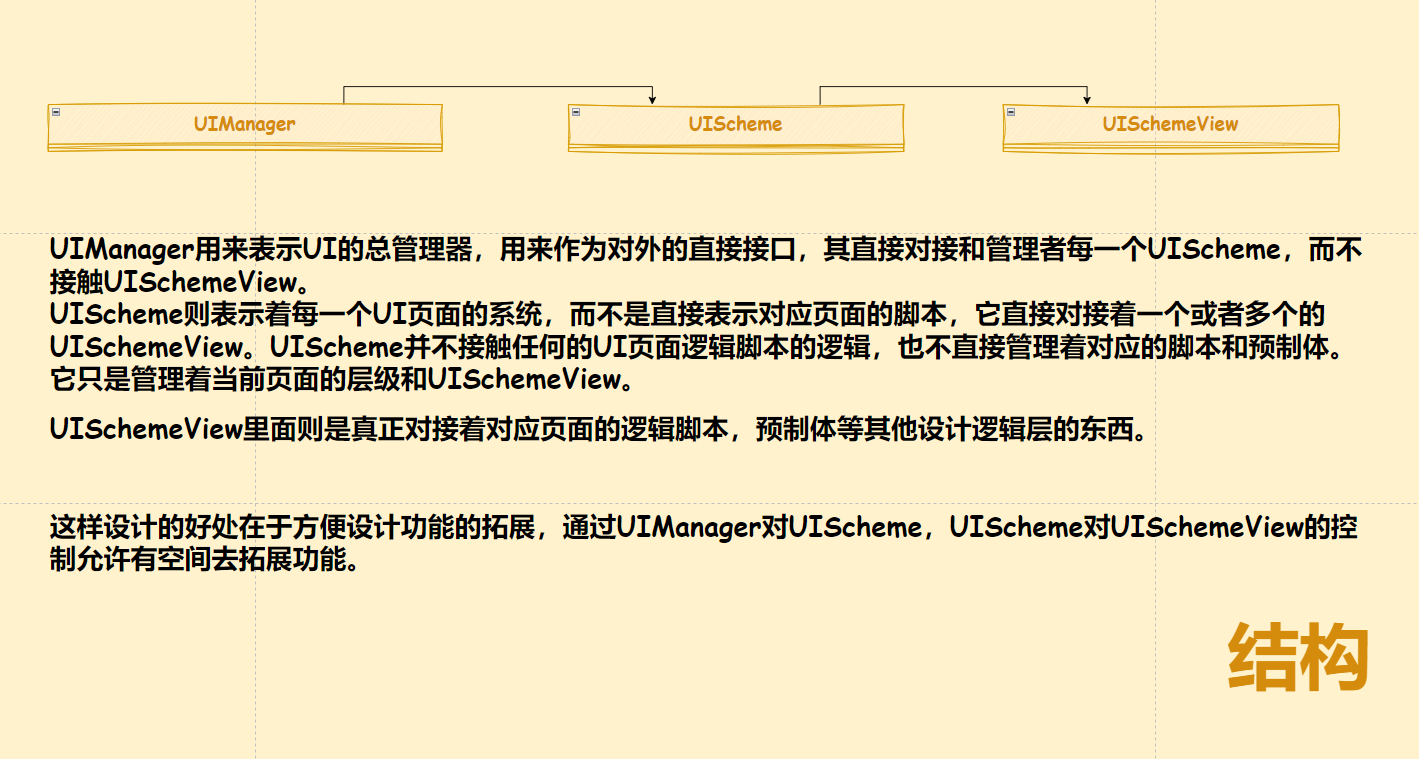 UIManager
UIScheme
UISchemeView
UIManager用来表示UI的总管理器，用来作为对外的直接接口，其直接对接和管理者每一个UIScheme，而不
接触UISchemeView。
UIScheme则表示着每一个UI页面的系统，而不是直接表示对应页面的脚本，它直接对接着一个或者多个的
UISchemeView。UIScheme并不接触任何的UI页面逻辑脚本的逻辑，也不直接管理着对应的脚本和预制体。
它只是管理着当前页面的层级和UISchemeView。
UISchemeView里面则是真正对接着对应页面的逻辑脚本，预制体等其他设计逻辑层的东西。
这样设计的好处在于方便设计功能的拓展，通过UIManager对UIScheme，UIScheme对UISchemeView的控
制允许有空间去拓展功能。
结构